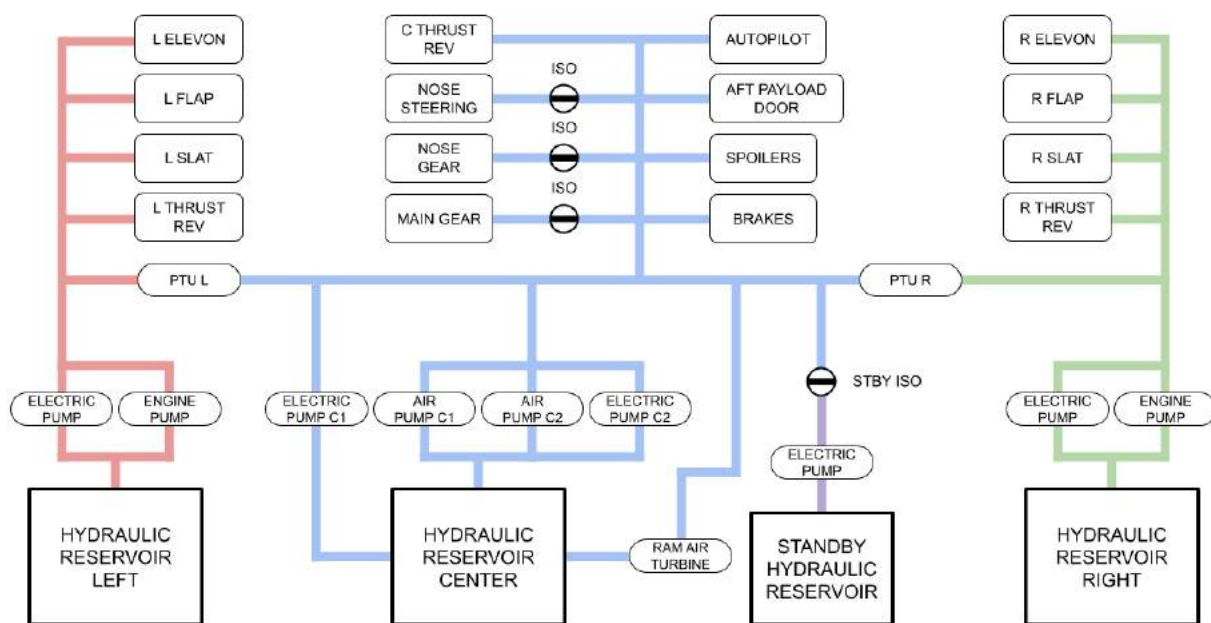 L ELEVON
C THRUST
REV
AUTOPILOT
R ELEVON
ISO
L FLAP
NOSE
STEERING
AFT PAYLOAD
DOOR
R FLAP
ISO
L SLAT
NOSE
GEAR
SPOILERS
R SLAT
ISO
L THRUST
REV
MAIN GEAR
BRAKES
R THRUST
REV
PTU L
PTU R
STBY ISO
ELECTRIC
PUMP
ENGINE
PUMP
ELECTRIC
PUMP C1
AIR
PUMP C1
AIR
PUMP C2
ELECTRIC
PUMP C2
ELECTRIC
PUMP
ENGINE
PUMP
ELECTRIC
PUMP
HYDRAULIC
RESERVOIR
LEFT
HYDRAULIC
RESERVOIR
CENTER
RAM AIR
TURBINE
STANDBY
HYDRAULIC
RESERVOIR
HYDRAULIC
RESERVOIR
RIGHT